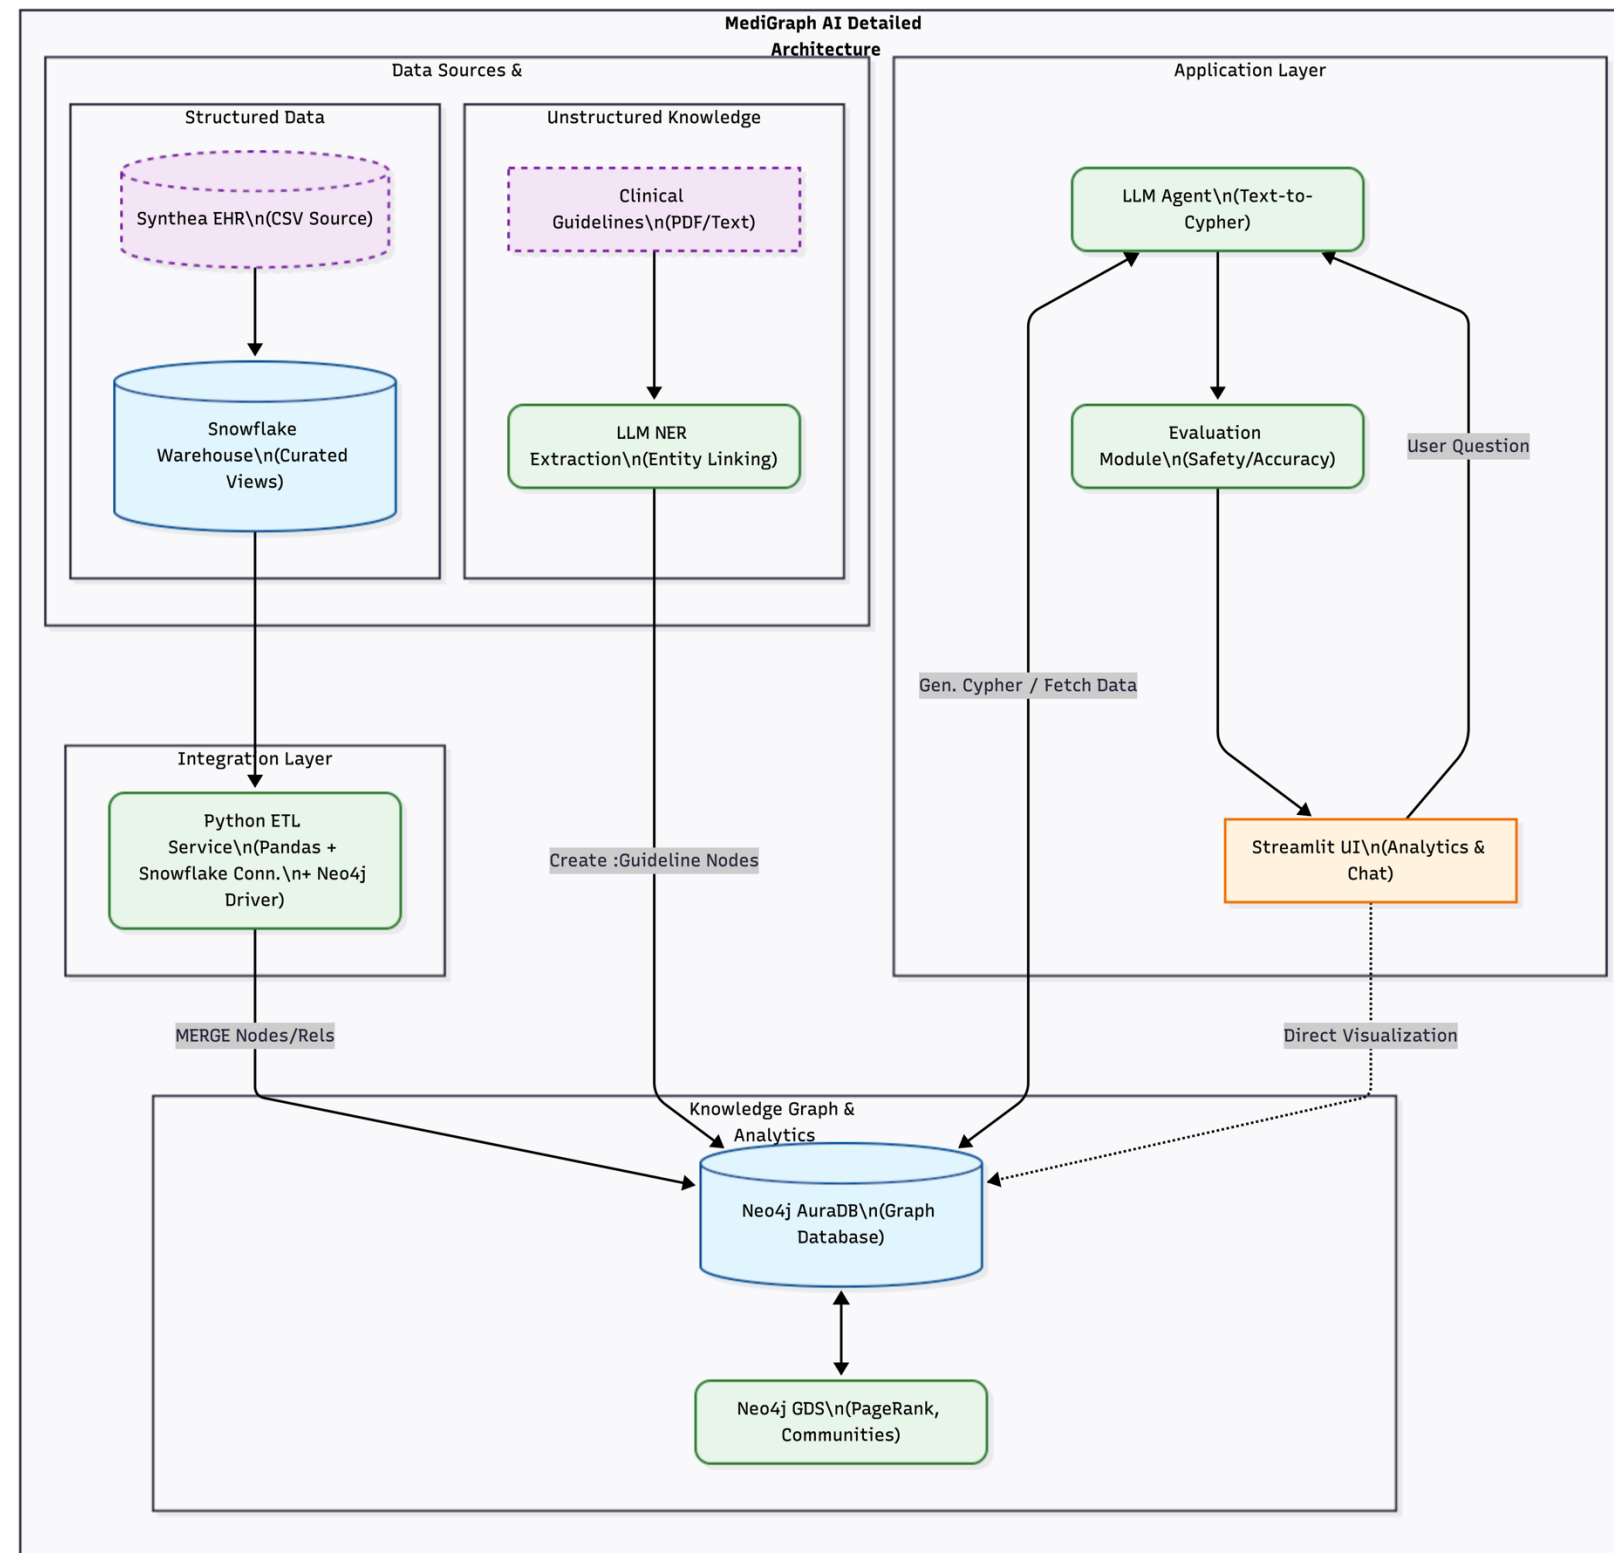 MediGraph AI Detailed
Architecture
Data Sources &
Structured Data
Synthea EHR\n(CSV Source)
Snowflake
Warehouse\n(Curated
Views)
Unstructured Knowledge
Clinical
Guidelines\n(PDF/Text)
LLM NER
Extraction\n(Entity Linking)
Application Layer
LLM Agent\n(Text-to-
Cypher)
Evaluation
Module\n(Safety/Accuracy)
User Question
Gen. Cypher / Fetch Data
Streamlit UI\n(Analytics &
Chat)
Integration Layer
Python ETL
Service\n(Pandas +
Snowflake Conn.\n+ Neo4j
Driver)
Create :Guideline Nodes
MERGE Nodes/Rels
Direct Visualization
Knowledge Graph &
Analytics
Neo4j AuraDB\n(Graph
Database)
Neo4j GDS\n(PageRank,
Communities)